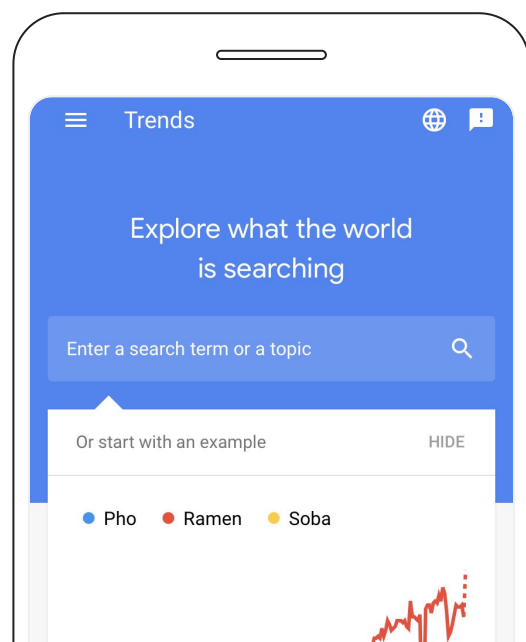 Trends
Explore what the world
is searching
Enter a search term or a topic
Or start with an example HIDE
Pho Ramen Soba